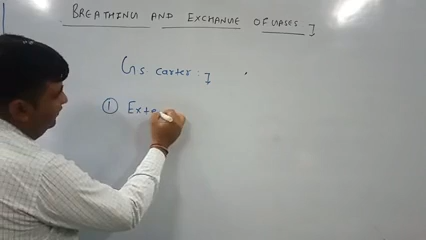 BREATHING AND EXCHANGE OF GASES ]
Gs carter : ]
① Exte